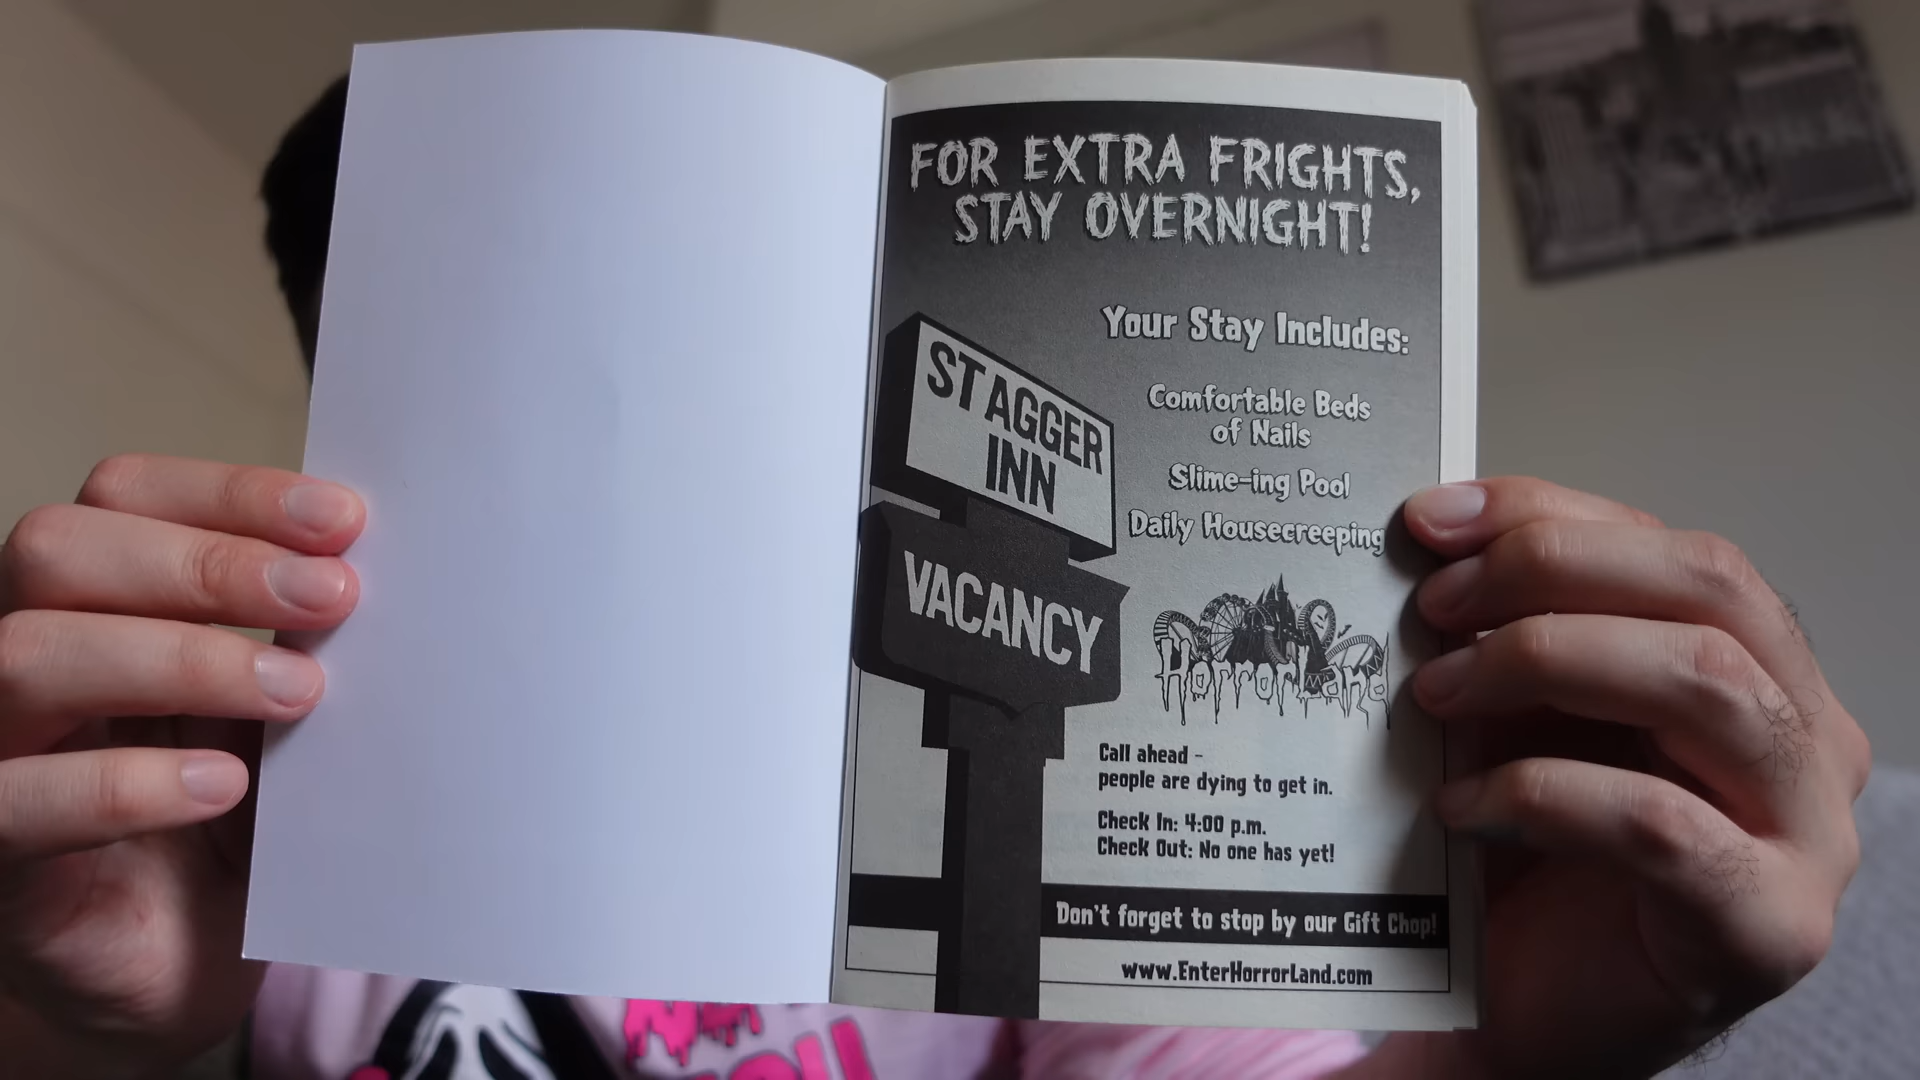 FOR EXTRA FRIGHTS,
STAY OVERNIGHT!
Your Stay Includes:
Comfortable Beds
of Nails
Slime-ing Pool
Daily Housecreeping
STAGGER
INN
VACANCY
HorrorLand
Call ahead -
people are dying to get in.
Check In: 4:00 p.m.
Check Out: No one has yet!
Don't forget to stop by our Gift Chop!
www.EnterHorrorLand.com